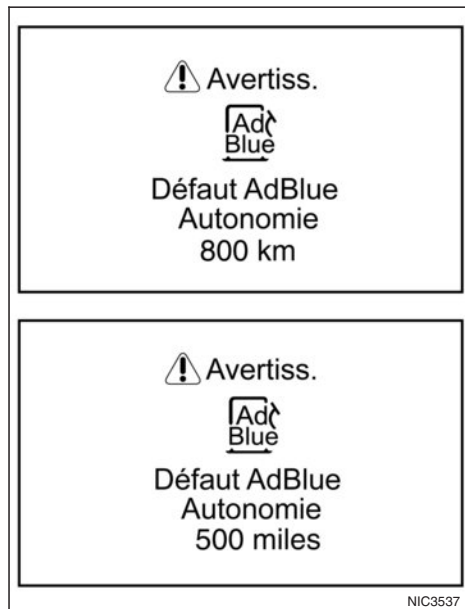 Avertiss.
Ad
Blue
Défaut AdBlue
Autonomie
800 km
Avertiss.
Ad
Blue
Défaut AdBlue
Autonomie
500 miles
NIC3537